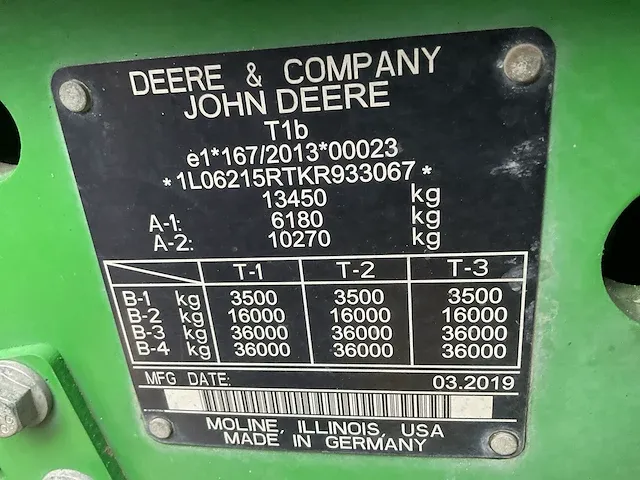 DEERE & COMPANY
JOHN DEERE
T1b
e1*167/2013*00023
*1L06215RTKR933067*
13450 kg
A-1: 6180 kg
A-2: 10270 kg
T-1 T-2 T-3
B-1 kg 3500 3500 3500
B-2 kg 16000 16000 16000
B-3 kg 36000 36000 36000
B-4 kg 36000 36000 36000
MFG DATE: 03.2019
MOLINE, ILLINOIS, USA
MADE IN GERMANY